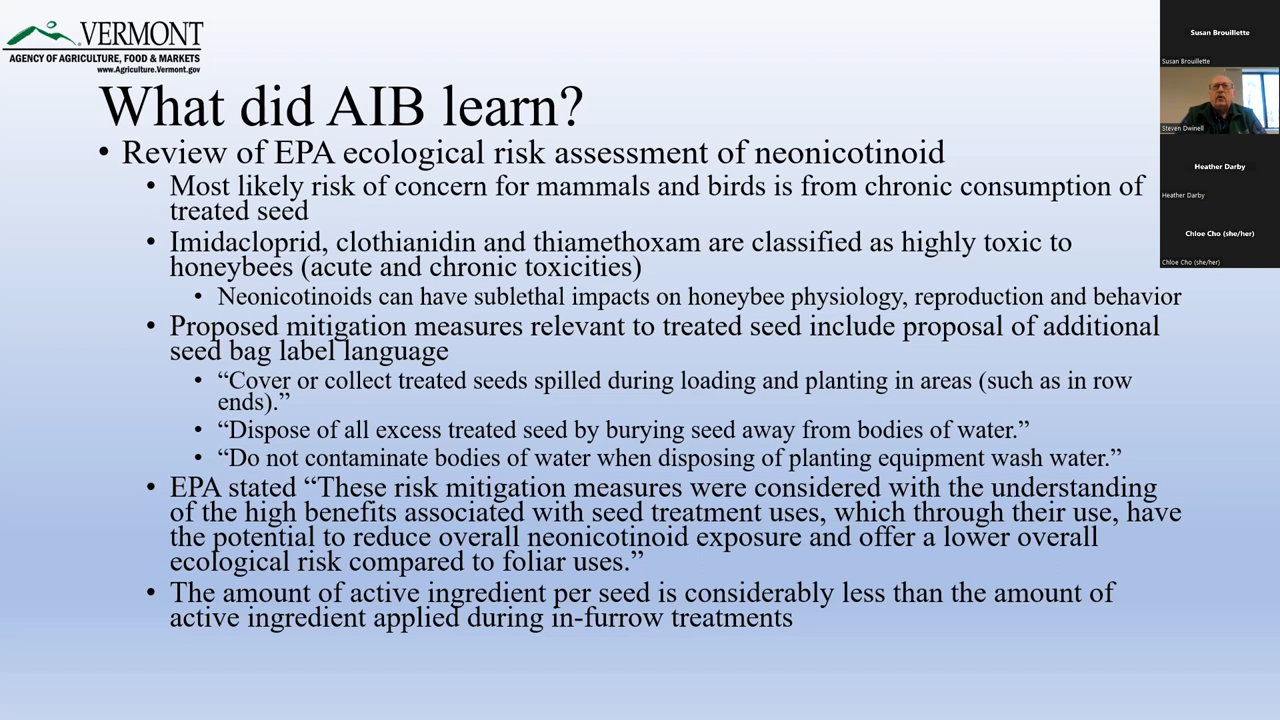 VERMONT
AGENCY OF AGRICULTURE, FOOD & MARKETS
www.Agriculture.Vermont.gov
What did AIB learn?
• Review of EPA ecological risk assessment of neonicotinoid
• Most likely risk of concern for mammals and birds is from chronic consumption of
treated seed
• Imidacloprid, clothianidin and thiamethoxam are classified as highly toxic to
honeybees (acute and chronic toxicities)
• Neonicotinoids can have sublethal impacts on honeybee physiology, reproduction and behavior
• Proposed mitigation measures relevant to treated seed include proposal of additional
seed bag label language
• “Cover or collect treated seeds spilled during loading and planting in areas (such as in row
ends).”
• “Dispose of all excess treated seed by burying seed away from bodies of water.”
• “Do not contaminate bodies of water when disposing of planting equipment wash water.”
• EPA stated “These risk mitigation measures were considered with the understanding
of the high benefits associated with seed treatment uses, which through their use, have
the potential to reduce overall neonicotinoid exposure and offer a lower overall
ecological risk compared to foliar uses.”
• The amount of active ingredient per seed is considerably less than the amount of
active ingredient applied during in-furrow treatments
Susan Brouillette
Susan Brouillette
Steven Dwinell
Heather Darby
Heather Darby
Chloe Cho (she/her)
Chloe Cho (she/her)